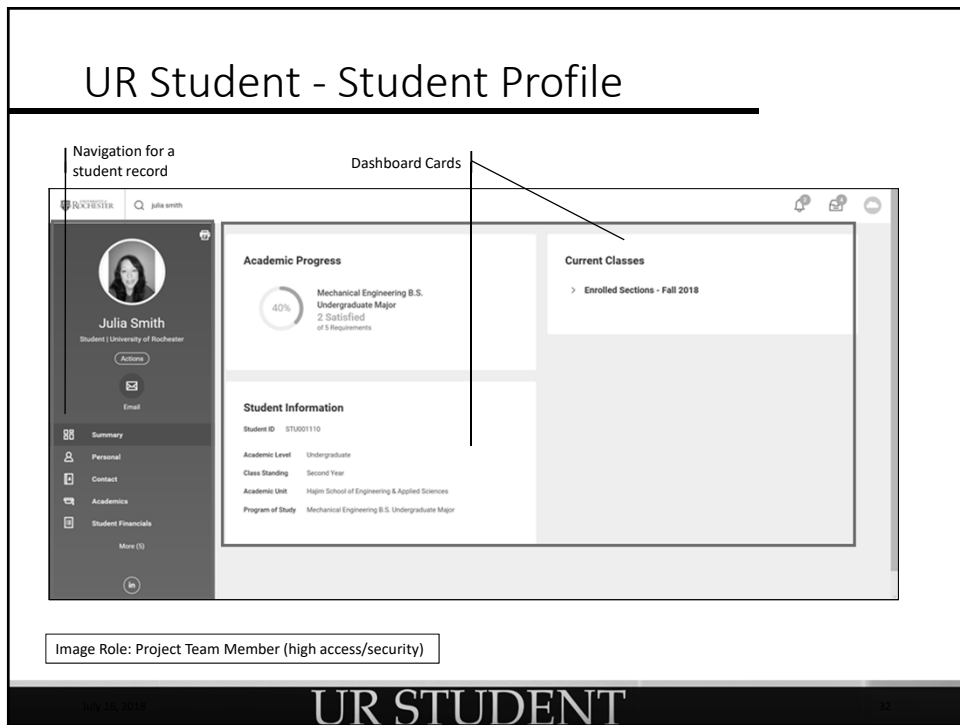 UR Student - Student Profile
Navigation for a
student record
Dashboard Cards
UNIVERSITY of
ROCHESTER
julia smith
Julia Smith
Student | University of Rochester
Actions
Email
Summary
Personal
Contact
Academics
Student Financials
More (5)
in
Academic Progress
40%
Mechanical Engineering B.S.
Undergraduate Major
2 Satisfied
of 5 Requirements
Current Classes
> Enrolled Sections - Fall 2018
Student Information
Student ID STU001110
Academic Level Undergraduate
Class Standing Second Year
Academic Unit Hajim School of Engineering & Applied Sciences
Program of Study Mechanical Engineering B.S. Undergraduate Major
Image Role: Project Team Member (high access/security)
UR STUDENT
32